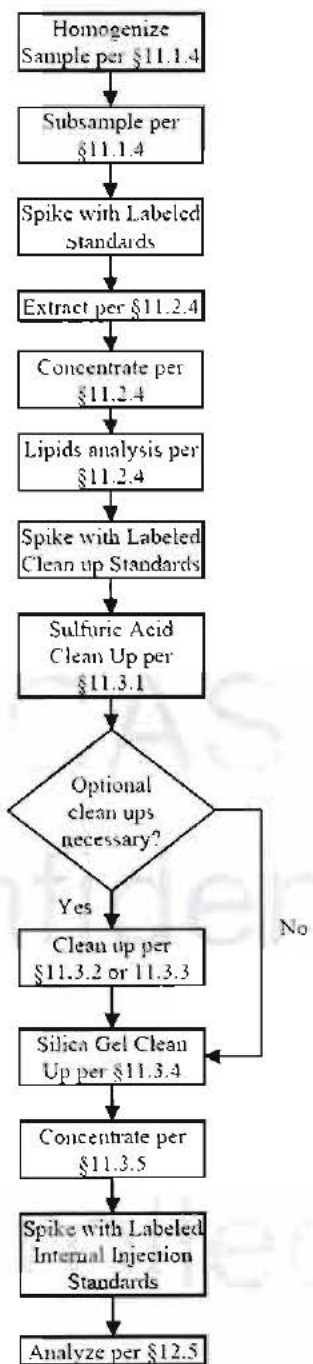 Homogenize
Sample per §11.1.4
Subsample per
§11.1.4
Spike with Labeled
Standards
Extract per §11.2.4
Concentrate per
§11.2.4
Lipids analysis per
§11.2.4
Spike with Labeled
Clean up Standards
Sulfuric Acid
Clean Up per
§11.3.1
Optional
clean ups
necessary?
Yes
No
Clean up per
§11.3.2 or 11.3.3
Silica Gel Clean
Up per §11.3.4
Concentrate per
§11.3.5
Spike with Labeled
Internal Injection
Standards
Analyze per §12.5